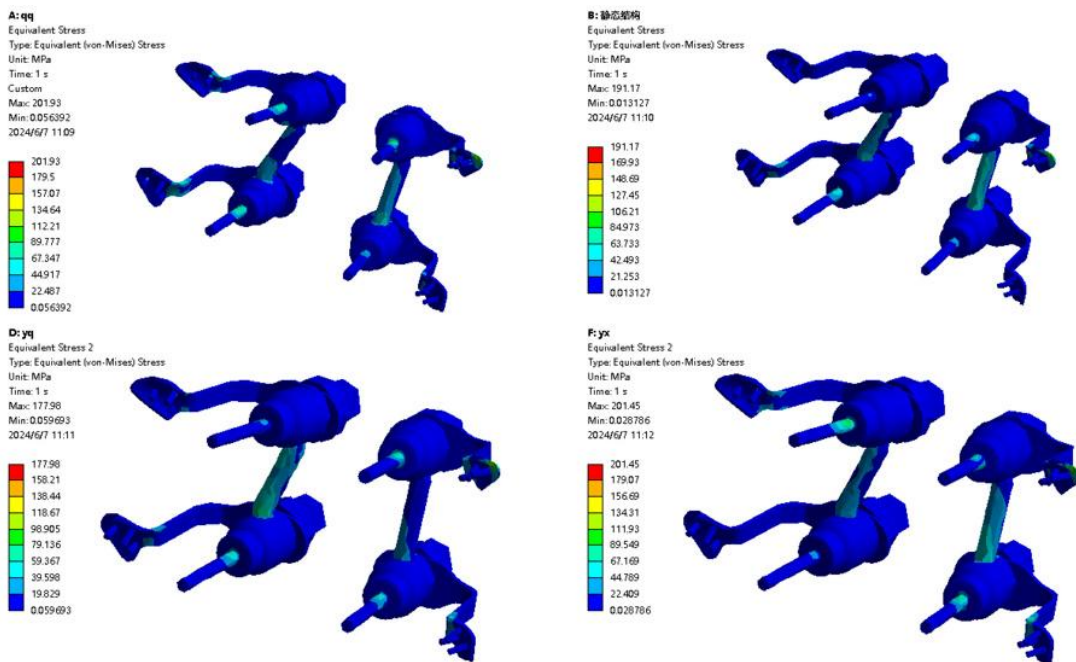 A: qq
Equivalent Stress
Type: Equivalent (von-Mises) Stress
Unit: MPa
Time: 1 s
Custom
Max: 201.93
Min: 0.056392
2024/6/7 11:09
201.93
179.5
157.07
134.64
112.21
89.777
67.347
44.917
22.487
0.056392
B: 静态结构
Equivalent Stress
Type: Equivalent (von-Mises) Stress
Unit: MPa
Time: 1 s
Max: 191.17
Min: 0.013127
2024/6/7 11:10
191.17
169.93
148.69
127.45
106.21
84.973
63.733
42.493
21.253
0.013127
D: yq
Equivalent Stress 2
Type: Equivalent (von-Mises) Stress
Unit: MPa
Time: 1 s
Max: 177.98
Min: 0.059693
2024/6/7 11:11
177.98
158.21
138.44
118.67
98.905
79.136
59.367
39.598
19.829
0.059693
F: yx
Equivalent Stress 2
Type: Equivalent (von-Mises) Stress
Unit: MPa
Time: 1 s
Max: 201.45
Min: 0.028786
2024/6/7 11:12
201.45
179.07
156.69
134.31
111.93
89.549
67.169
44.789
22.409
0.028786